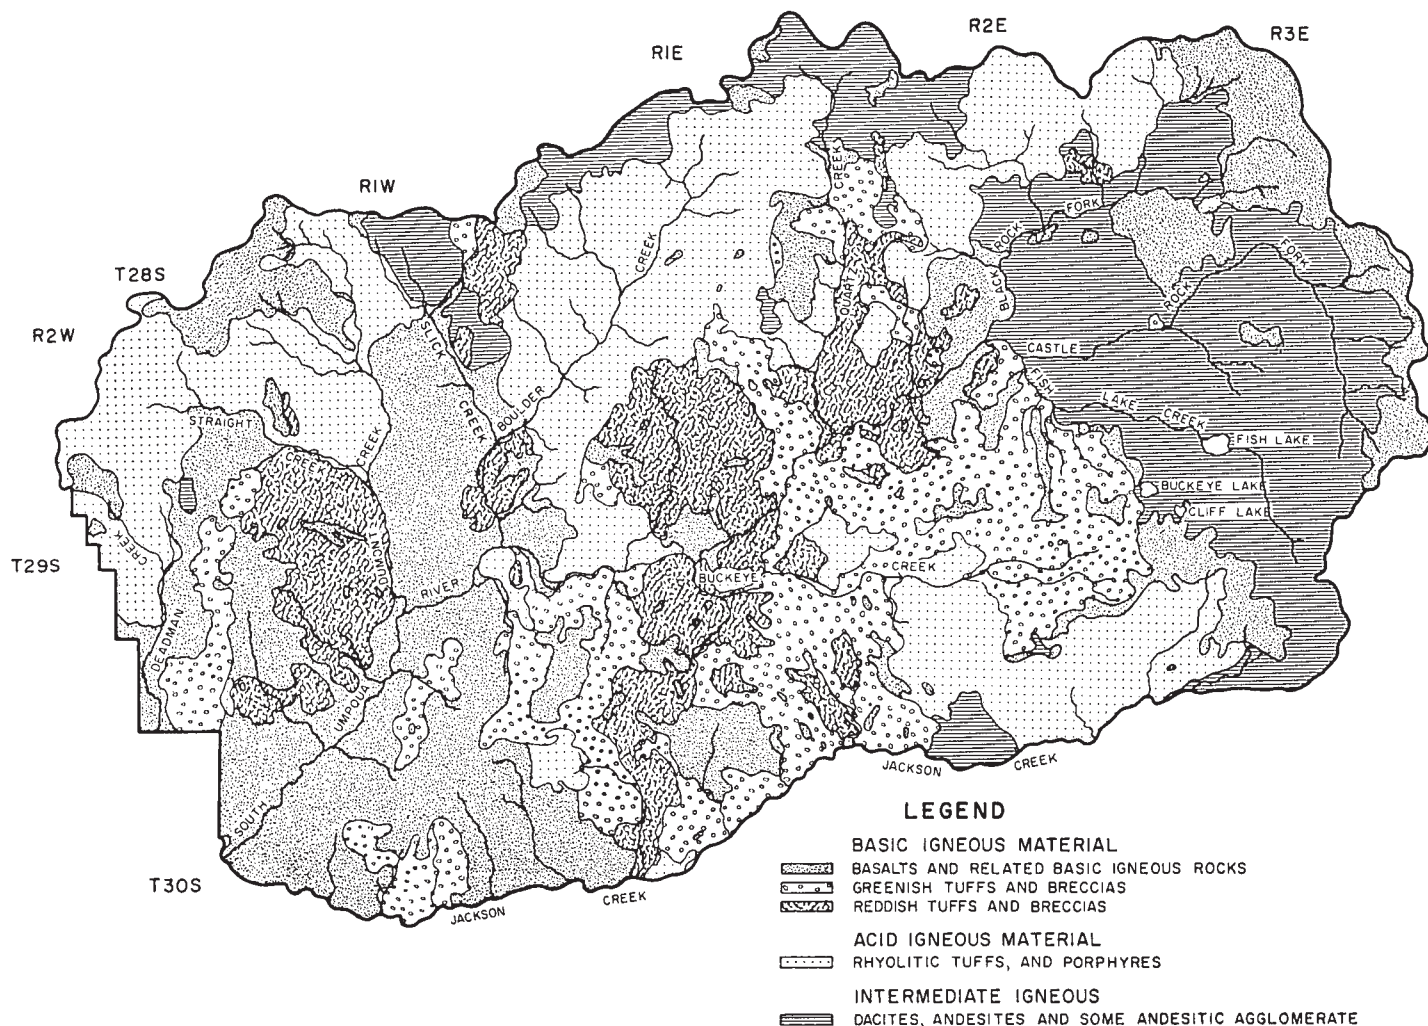 R3E
R2E
R1E
R1W
T28S
R2W
T29S
T30S
CREEK
ROCK
FORK
BLACK
CREEK
QUARTZ
FORK
ROCK
CASTLE
FISH
LAKE
CREEK
FISH LAKE
BUCKEYE LAKE
CLIFF LAKE
CREEK
BOULDER
SLICK
CREEK
STRAIGHT
CREEK
CREEK
DUMONT
CREEK
DEADMAN
RIVER
UMPQUA
SOUTH
BUCKEYE
CREEK
JACKSON
CREEK
CREEK
JACKSON
LEGEND
BASIC IGNEOUS MATERIAL
BASALTS AND RELATED BASIC IGNEOUS ROCKS
GREENISH TUFFS AND BRECCIAS
REDDISH TUFFS AND BRECCIAS
ACID IGNEOUS MATERIAL
RHYOLITIC TUFFS, AND PORPHYRES
INTERMEDIATE IGNEOUS
DACITES, ANDESITES AND SOME ANDESITIC AGGLOMERATE